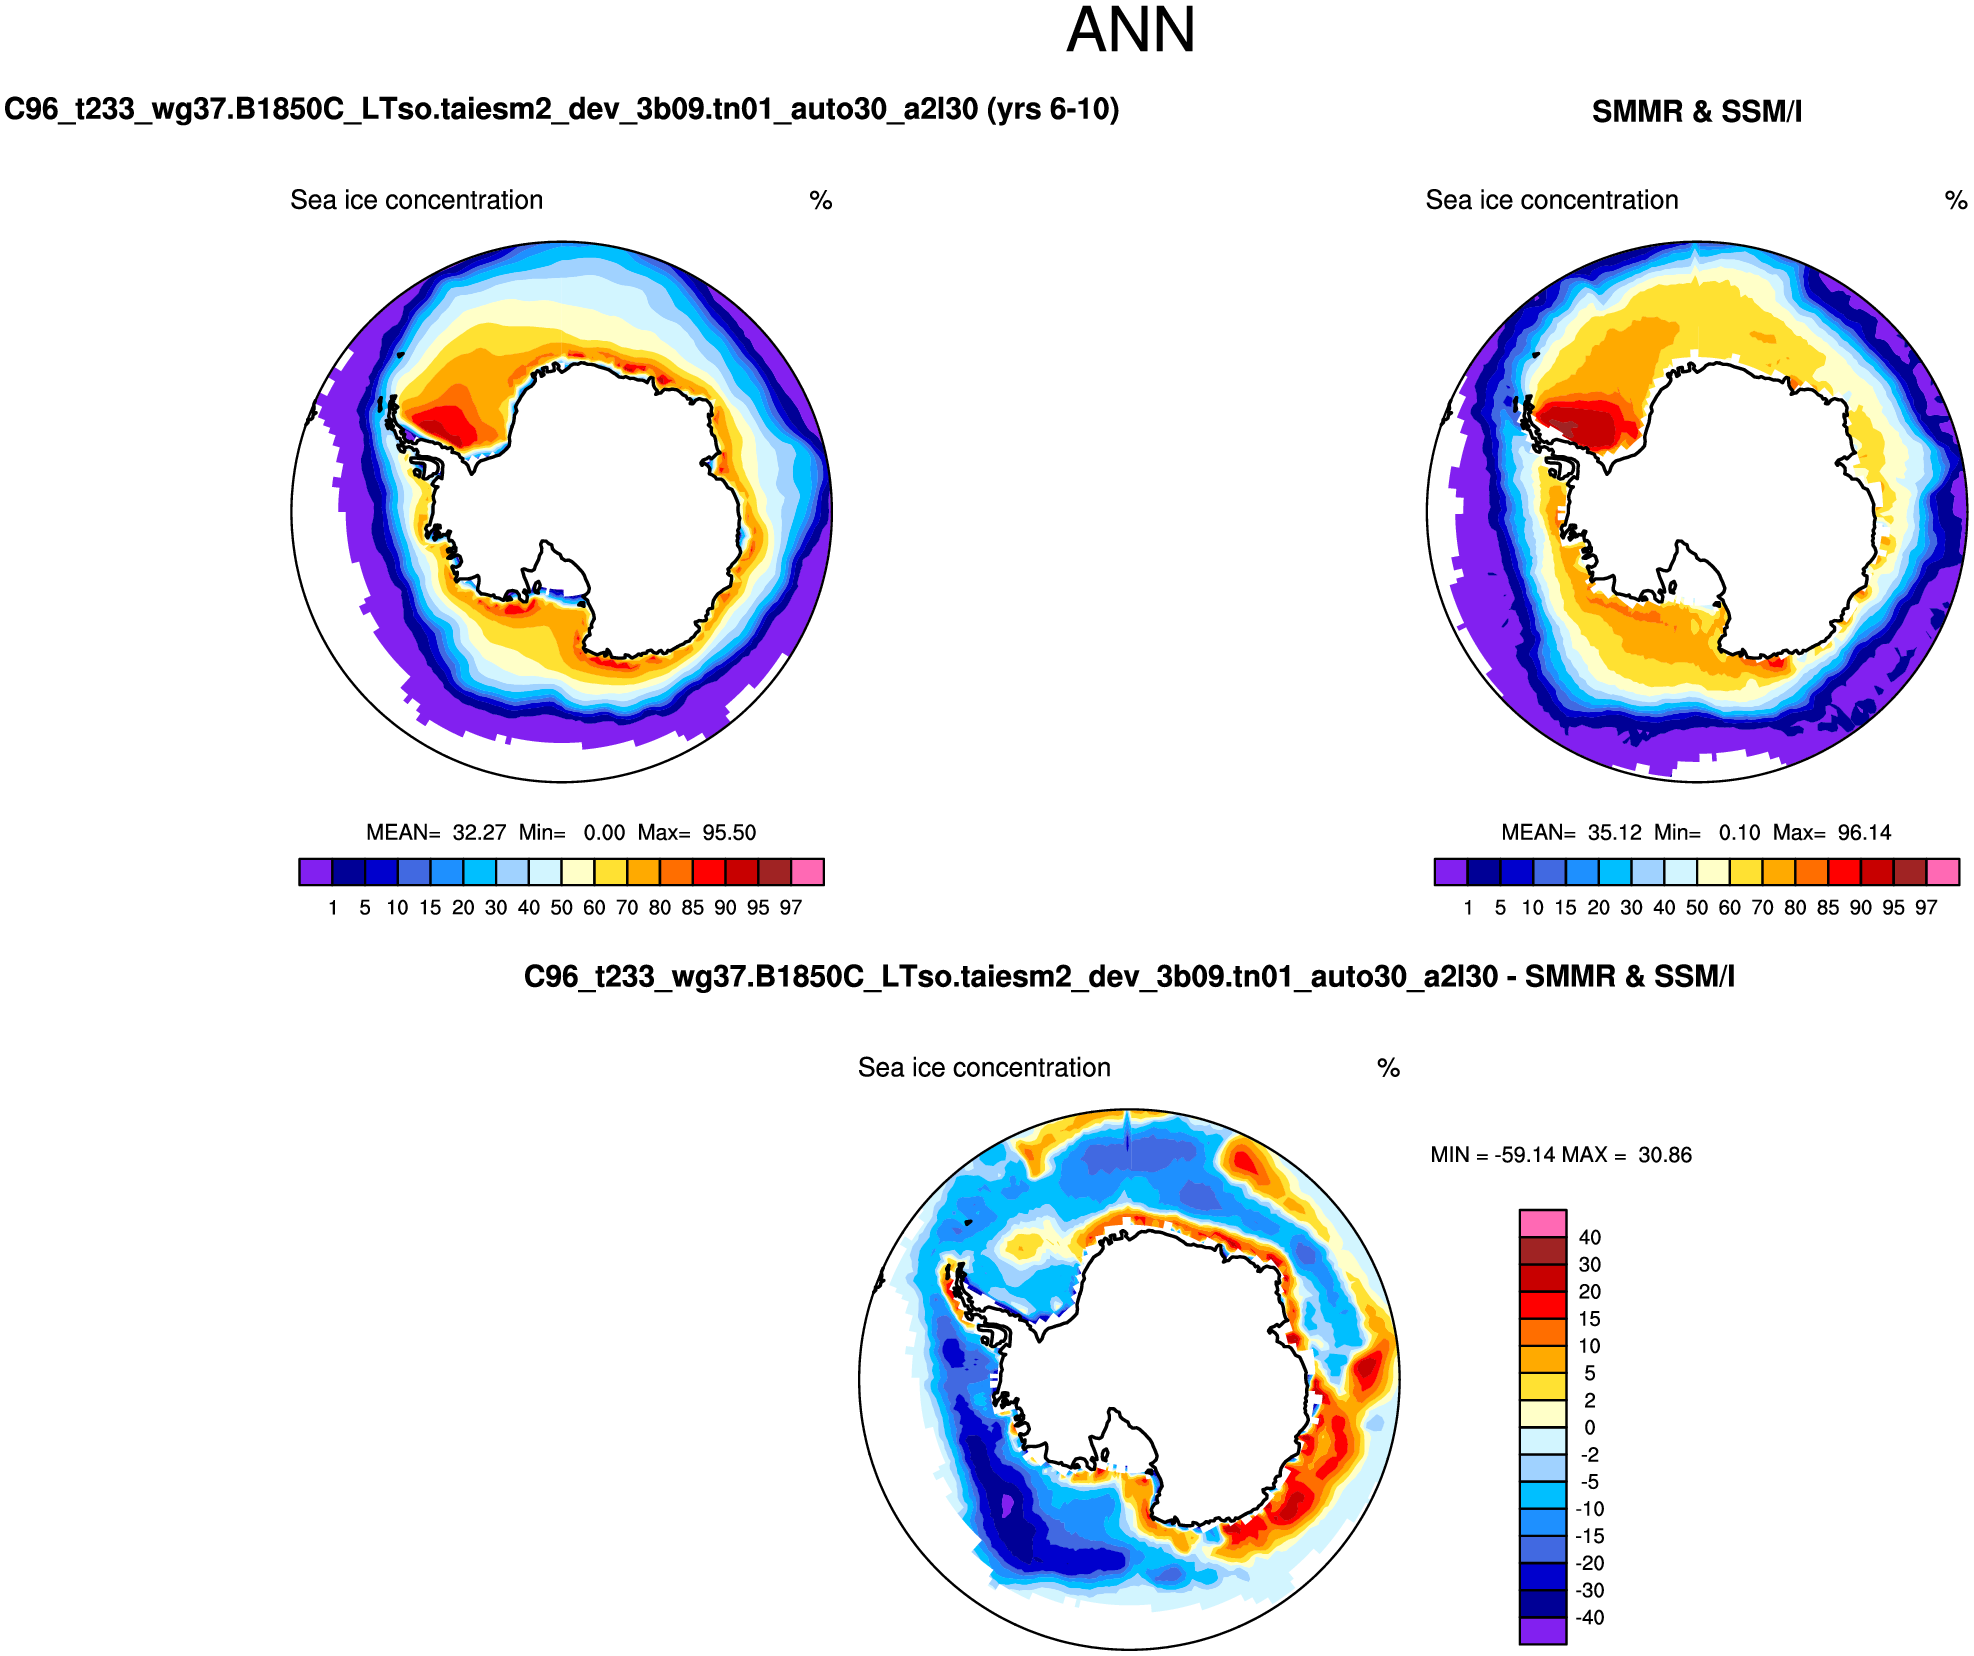 ANN
C96_t233_wg37.B1850C_LTso.taiesm2_dev_3b09.tn01_auto30_a2l30 (yrs 6-10)
SMMR & SSM/I
Sea ice concentration %
Sea ice concentration %
MEAN= 32.27 Min= 0.00 Max= 95.50
MEAN= 35.12 Min= 0.10 Max= 96.14
1 5 10 15 20 30 40 50 60 70 80 85 90 95 97
1 5 10 15 20 30 40 50 60 70 80 85 90 95 97
C96_t233_wg37.B1850C_LTso.taiesm2_dev_3b09.tn01_auto30_a2l30 - SMMR & SSM/I
Sea ice concentration %
MIN = -59.14 MAX = 30.86
40
30
20
15
10
5
2
0
-2
-5
-10
-15
-20
-30
-40